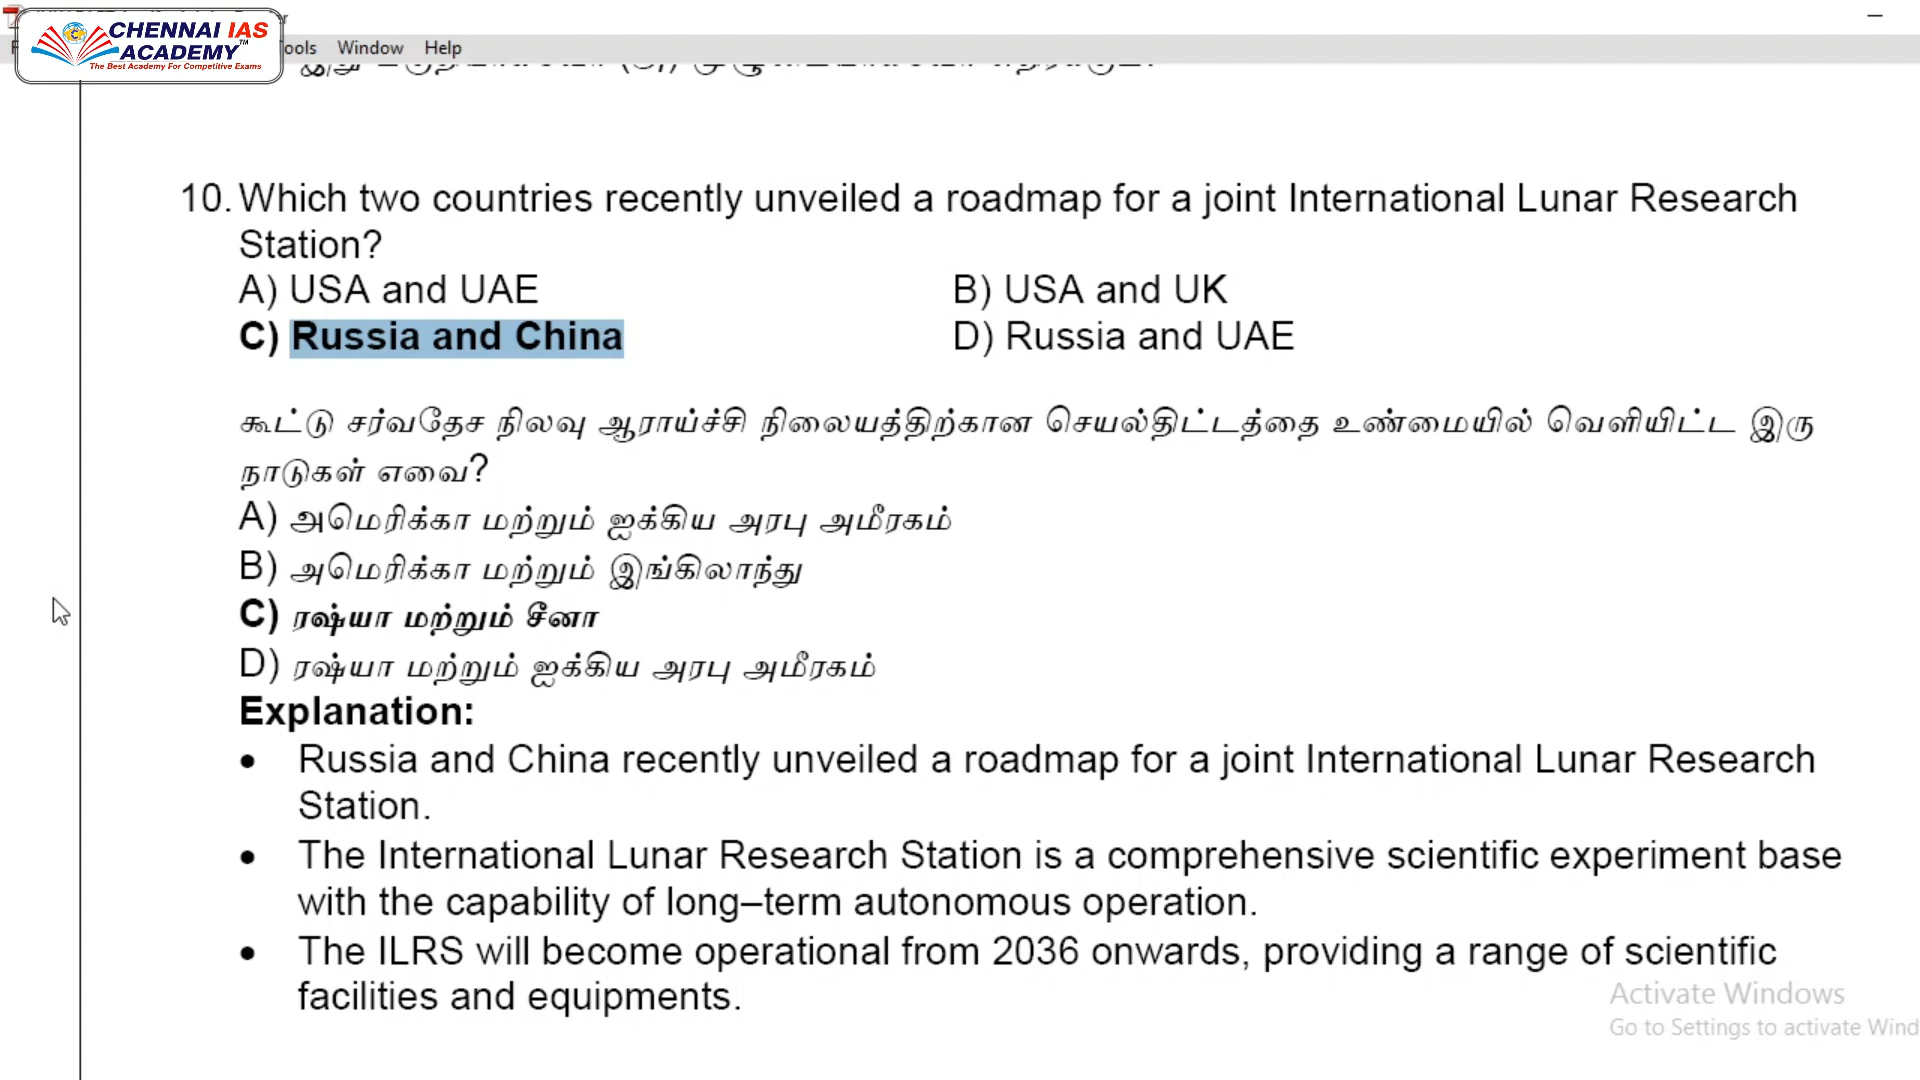 CHENNAI IAS
ACADEMY™
The Best Academy For Competitive Exams
Tools Window Help
10. Which two countries recently unveiled a roadmap for a joint International Lunar Research
Station?
A) USA and UAE B) USA and UK
C) Russia and China D) Russia and UAE
கூட்டு சர்வதேச நிலவு ஆராய்ச்சி நிலையத்திற்கான செயல்திட்டத்தை உண்மையில் வெளியிட்ட இரு
நாடுகள் எவை?
A) அமெரிக்கா மற்றும் ஐக்கிய அரபு அமீரகம்
B) அமெரிக்கா மற்றும் இங்கிலாந்து
C) ரஷ்யா மற்றும் சீனா
D) ரஷ்யா மற்றும் ஐக்கிய அரபு அமீரகம்
Explanation:
• Russia and China recently unveiled a roadmap for a joint International Lunar Research
Station.
• The International Lunar Research Station is a comprehensive scientific experiment base
with the capability of long–term autonomous operation.
• The ILRS will become operational from 2036 onwards, providing a range of scientific
facilities and equipments.
Activate Windows
Go to Settings to activate Wind